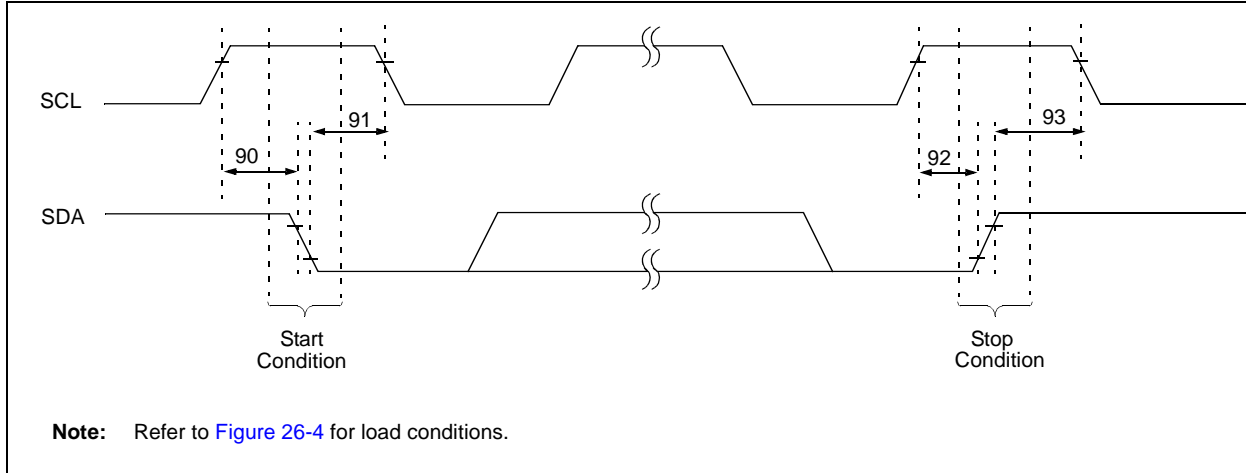 SCL
91
93
90
92
SDA
Start
Condition
Stop
Condition
Note: Refer to Figure 26-4 for load conditions.